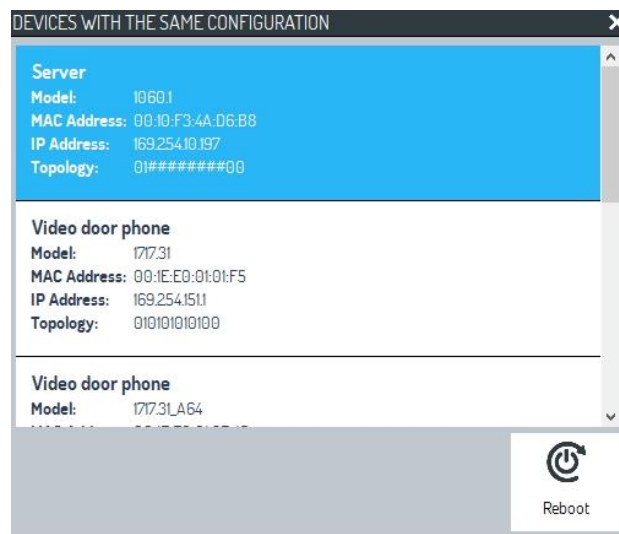 DEVICES WITH THE SAME CONFIGURATION
Server
Model: 1060.1
MAC Address: 00:10:F3:4A:D6:B8
IP Address: 169.254.10.197
Topology: 01########00
Video door phone
Model: 1717.31
MAC Address: 00:1E:E0:01:01:F5
IP Address: 169.254.151.1
Topology: 010101010100
Video door phone
Model: 1717.31_A64
Reboot